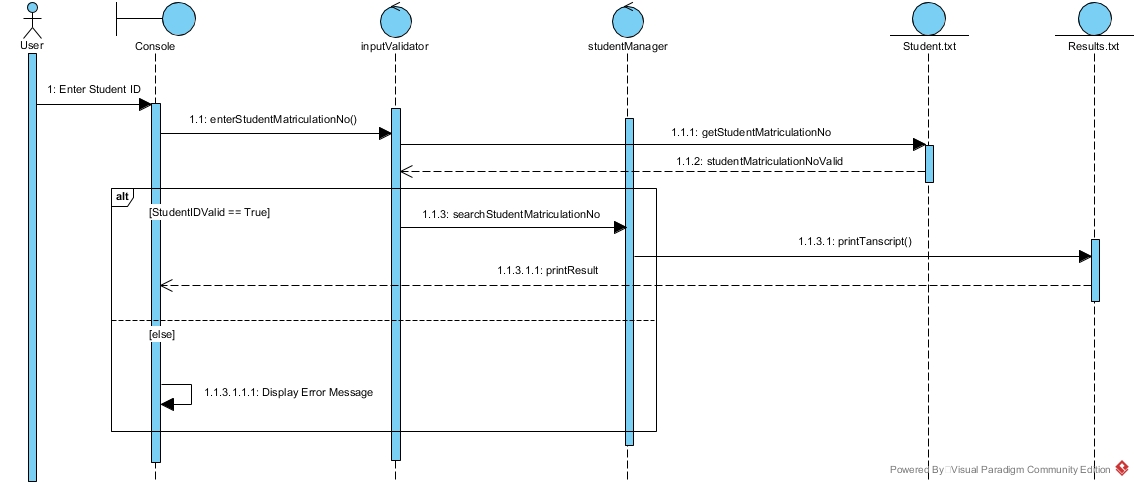 User
Console
inputValidator
studentManager
Student.txt
Results.txt
1: Enter Student ID
1.1: enterStudentMatriculationNo()
1.1.1: getStudentMatriculationNo
1.1.2: studentMatriculationNoValid
alt
[StudentIDValid == True]
1.1.3: searchStudentMatriculationNo
1.1.3.1: printTanscript()
1.1.3.1.1: printResult
[else]
1.1.3.1.1.1: Display Error Message
Powered By Visual Paradigm Community Edition